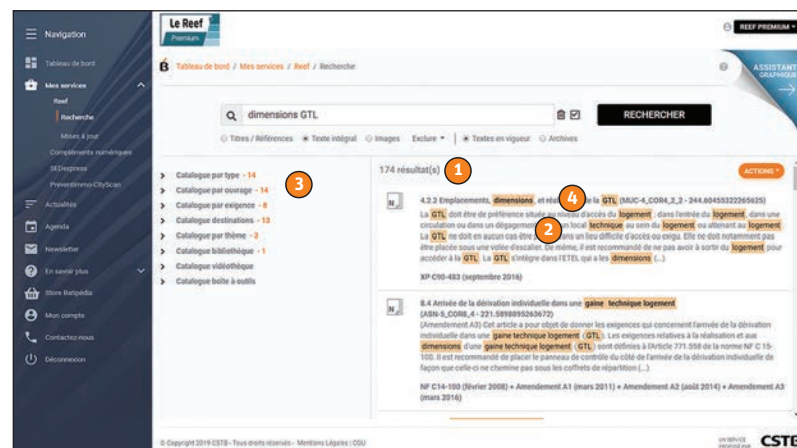 Navigation
Tableau de bord
Mes services
Reef
Recherche
Mises à jour
Compléments numériques
SEDexpress
Preventimmo-CityScan
Actualités
Agenda
Newsletter
En savoir plus
Store Batipédia
Mon compte
Contactez-nous
Déconnexion
Le Reef
Premium
REEF PREMIUM
Tableau de bord / Mes services / Reef / Recherche
ASSISTANT
GRAPHIQUE
dimensions GTL
RECHERCHER
Titres / Références Texte intégral Images Exclure Textes en vigueur Archives
Catalogue par type - 14
Catalogue par ouvrage - 14
Catalogue par exigence - 8
Catalogue destinations - 13
Catalogue par thème - 3
Catalogue bibliothèque - 1
Catalogue vidéothèque
Catalogue boîte à outils
3
174 résultat(s)
1
ACTIONS
4
2
4.2.2 Emplacements, dimensions, et de la GTL (MUC-4_COR4_2_2 - 244.60455322265625)
La GTL doit être de préférence située au niveau d'accès du logement : dans l'entrée du logement, dans une
circulation ou dans un dégagement local technique au sein du logement ou attenant au logement
La GTL ne doit en aucun cas être dans un lieu difficile d'accès ou exigu. Elle ne doit notamment pas
être placée sous une volée d'escalier. De même, il est recommandé de ne pas avoir à sortir du logement pour
accéder à la GTL. La GTL s'intègre dans l'ETEL qui a les dimensions (...)
XP C90-483 (septembre 2016)
8.4 Arrivée de la dérivation individuelle dans une gaine technique logement
(ASN-5_COR8_4 - 221.5898895263672)
(Amendement A3) Cet article a pour objet de donner les exigences qui concernent l'arrivée de la dérivation
individuelle dans une gaine technique logement (GTL). Les exigences relatives à la réalisation et aux
dimensions d'une gaine technique logement (GTL) sont définies à l'Article 771.558 de la norme NF C 15-
100. Il est recommandé de placer le panneau de contrôle du côté de l'arrivée de la dérivation individuelle de
façon que celle-ci ne chemine pas sous les coffrets de répartition (...)
NF C14-100 (février 2008) + Amendement A1 (mars 2011) + Amendement A2 (août 2014) + Amendement A3
(mars 2016)
© Copyright 2019 CSTB - Tous droits réservés - Mentions Légales | CGU
UN SERVICE
CSTB